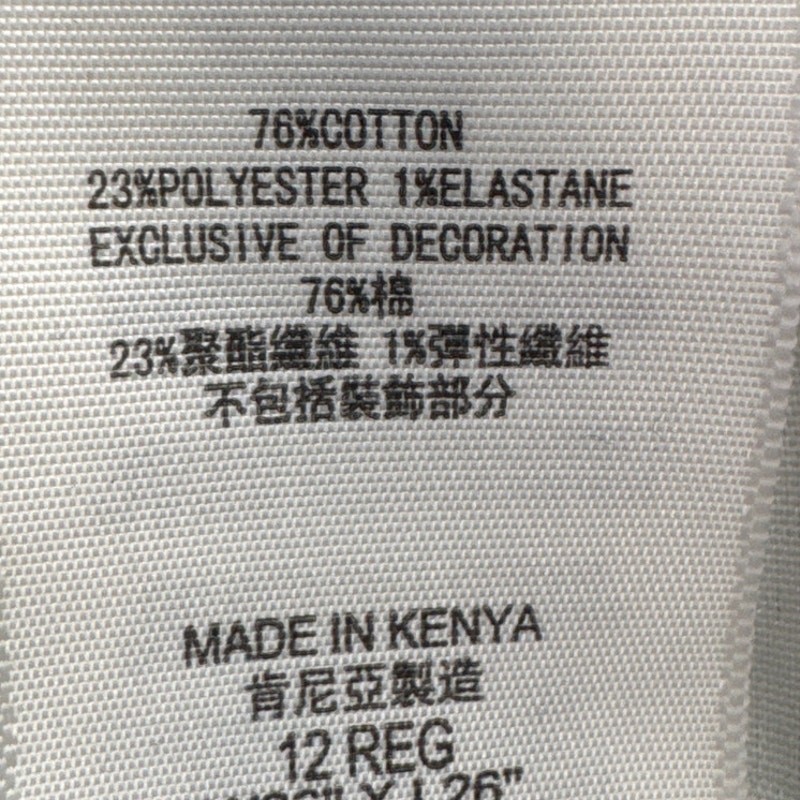 76%COTTON
23%POLYESTER 1%ELASTANE
EXCLUSIVE OF DECORATION
76%棉
23%聚酯纖維 1%彈性纖維
不包括裝飾部分
MADE IN KENYA
肯尼亞製造
12 REG
X L26"